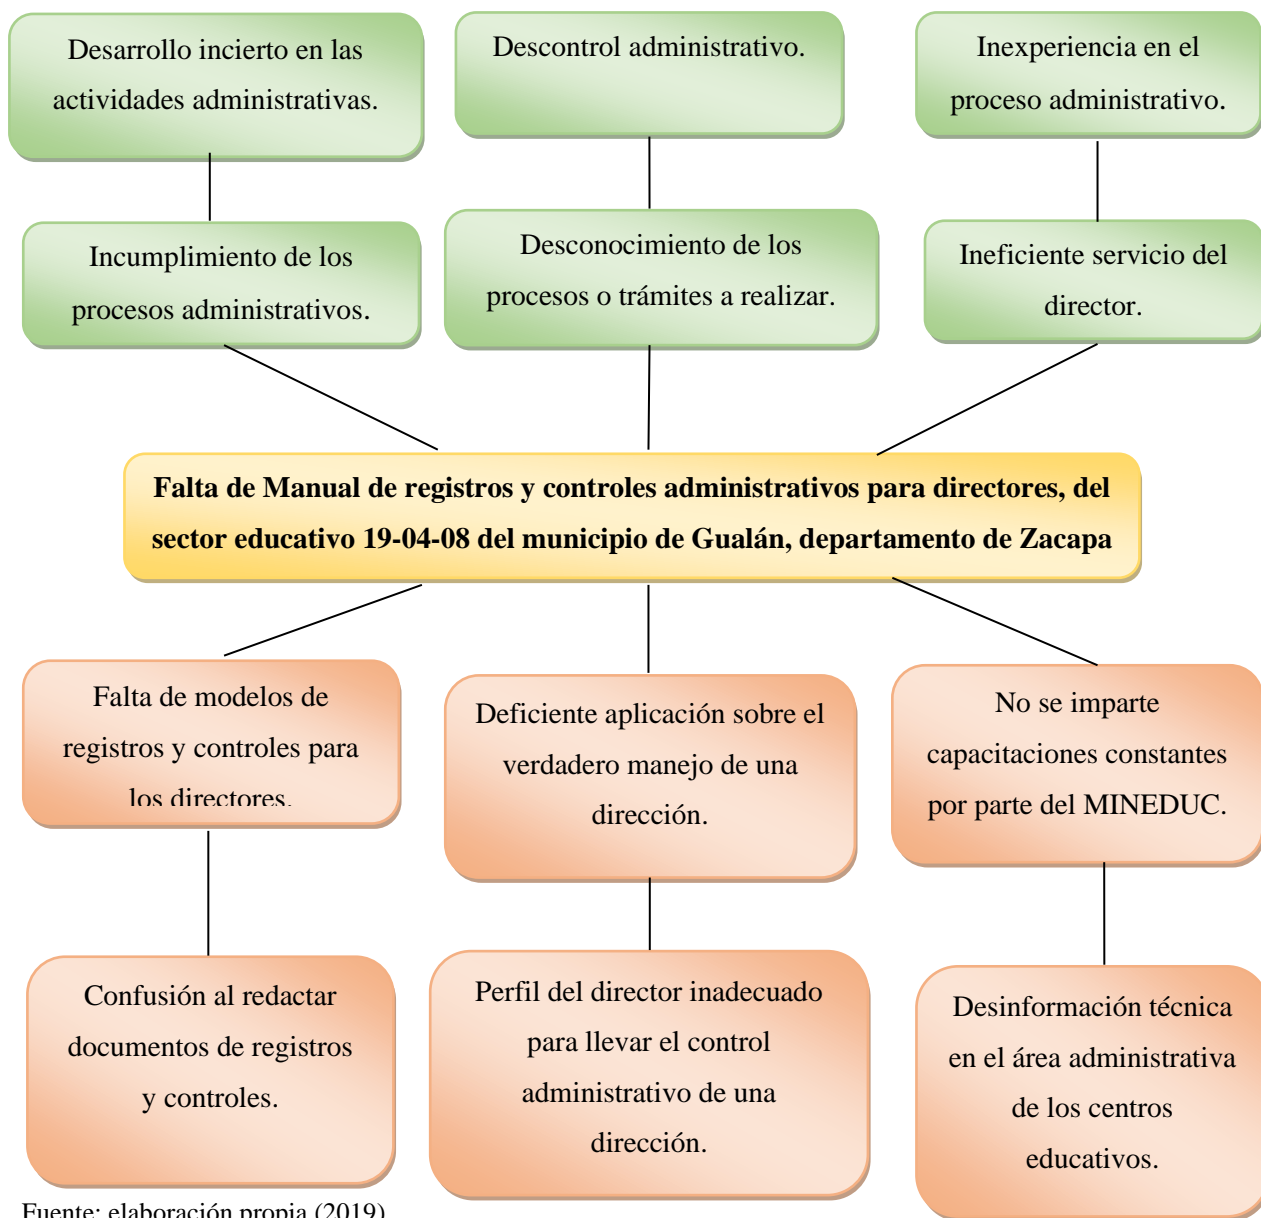 Desarrollo incierto en las
actividades administrativas.
Descontrol administrativo.
Inexperiencia en el
proceso administrativo.
Incumplimiento de los
procesos administrativos.
Desconocimiento de los
procesos o trámites a realizar.
Ineficiente servicio del
director.
Falta de Manual de registros y controles administrativos para directores, del
sector educativo 19-04-08 del municipio de Gualán, departamento de Zacapa
Falta de modelos de
registros y controles para
los directores.
Deficiente aplicación sobre el
verdadero manejo de una
dirección.
No se imparte
capacitaciones constantes
por parte del MINEDUC.
Confusión al redactar
documentos de registros
y controles.
Perfil del director inadecuado
para llevar el control
administrativo de una
dirección.
Desinformación técnica
en el área administrativa
de los centros
educativos.
Fuente: elaboración propia (2019)